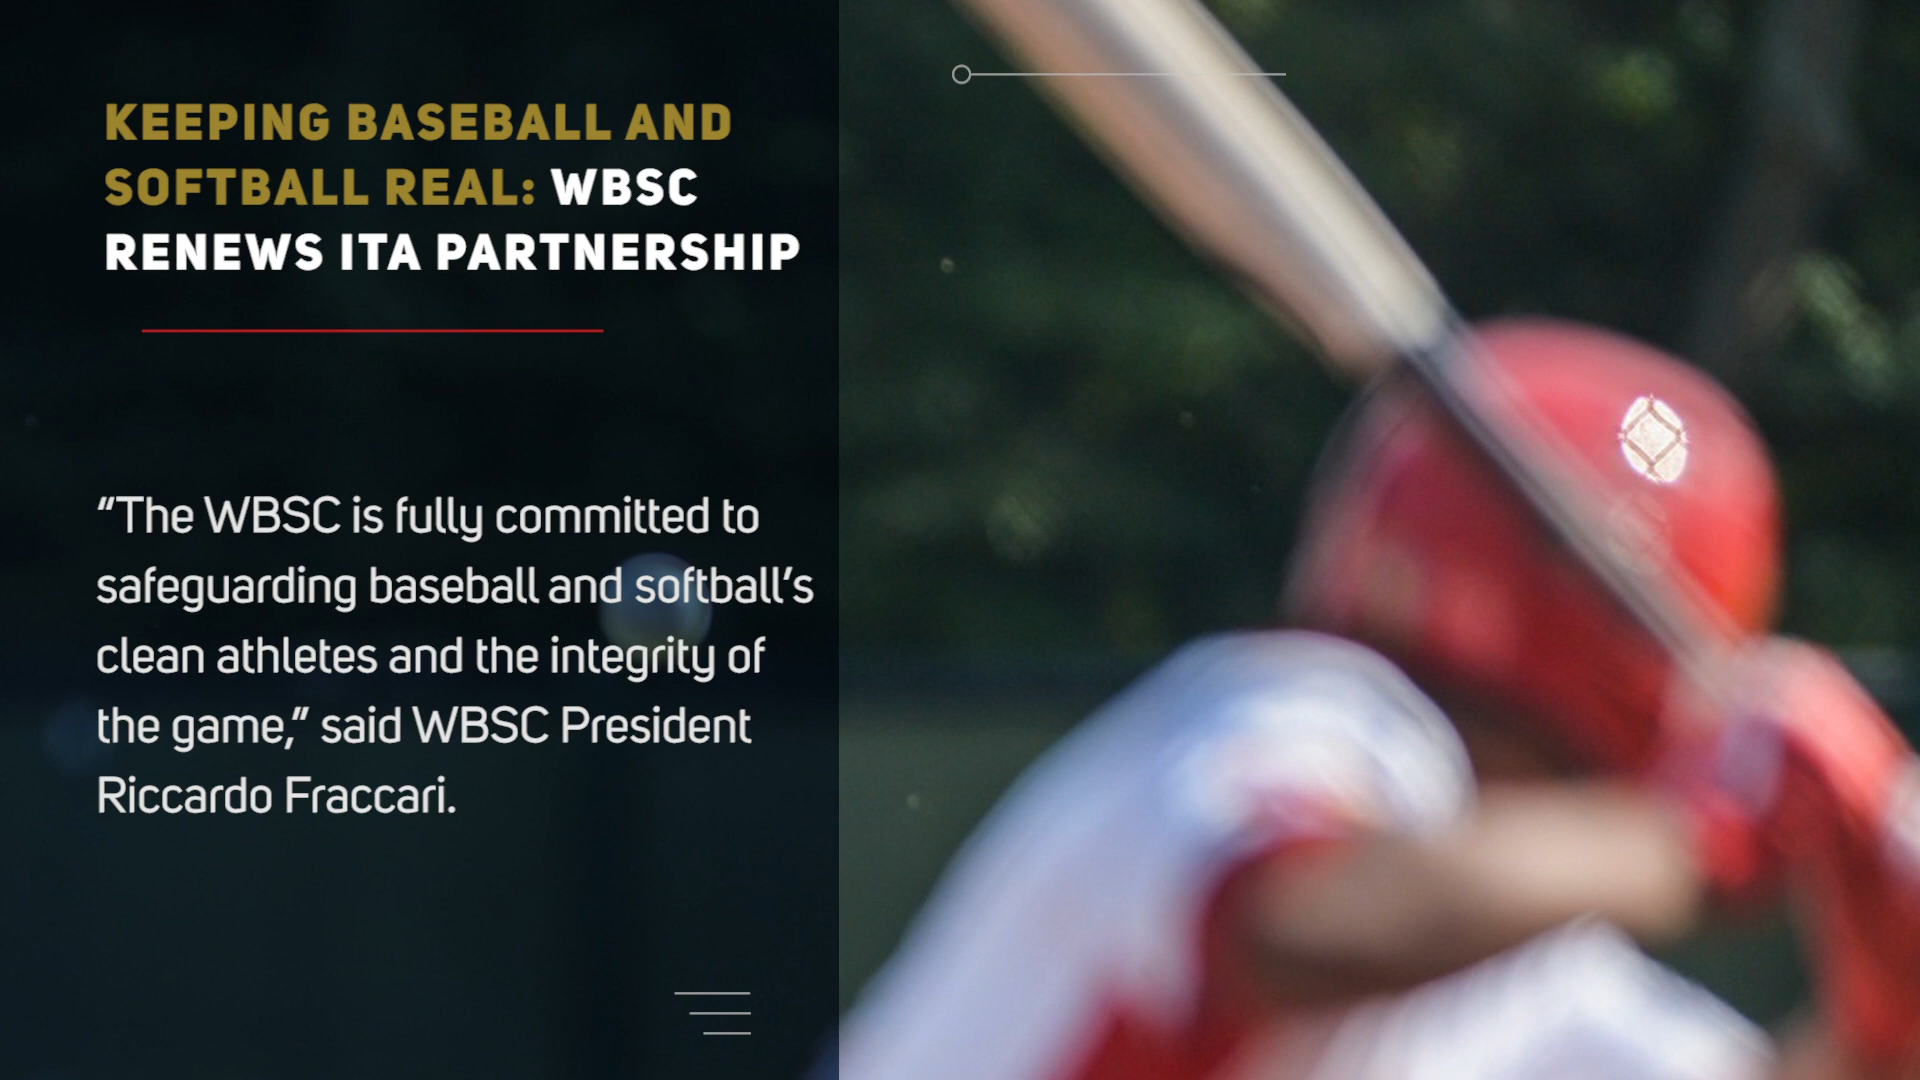 KEEPING BASEBALL AND
SOFTBALL REAL: WBSC
RENEWS ITA PARTNERSHIP
“The WBSC is fully committed to
safeguarding baseball and softball’s
clean athletes and the integrity of
the game,” said WBSC President
Riccardo Fraccari.